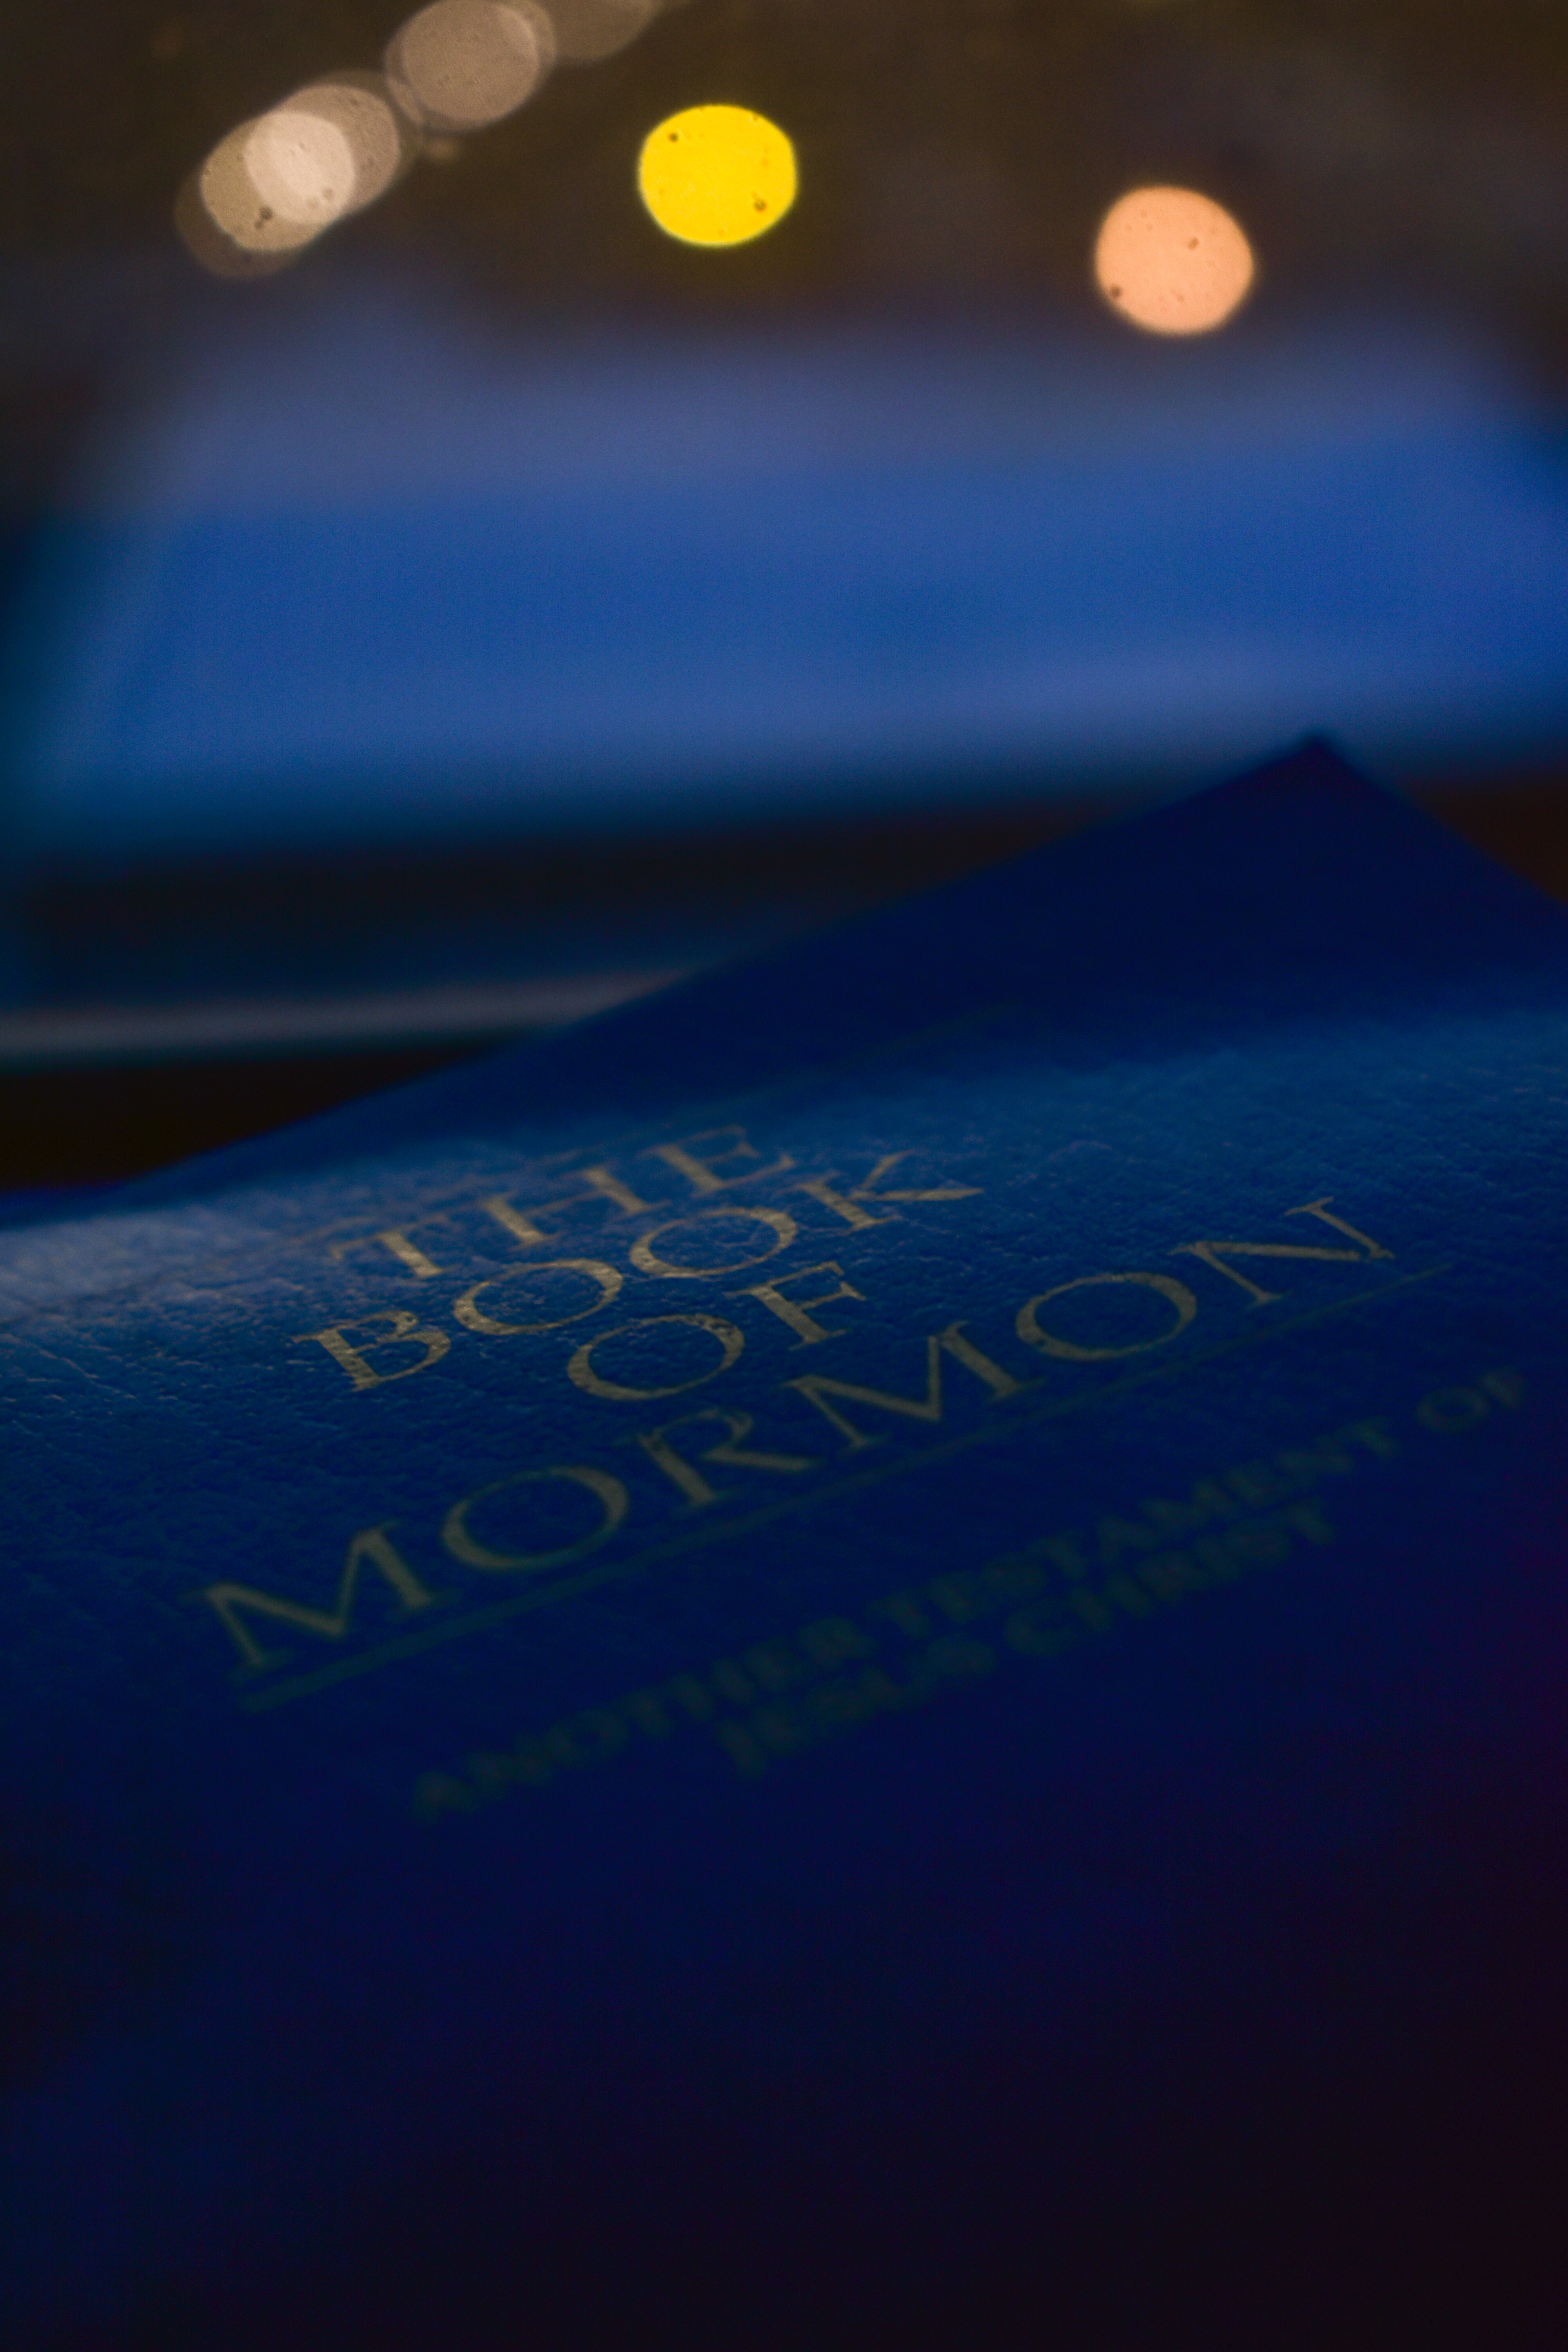 THE
BOOK
OF
MORMON
ANOTHER TESTAMENT OF
JESUS CHRIST